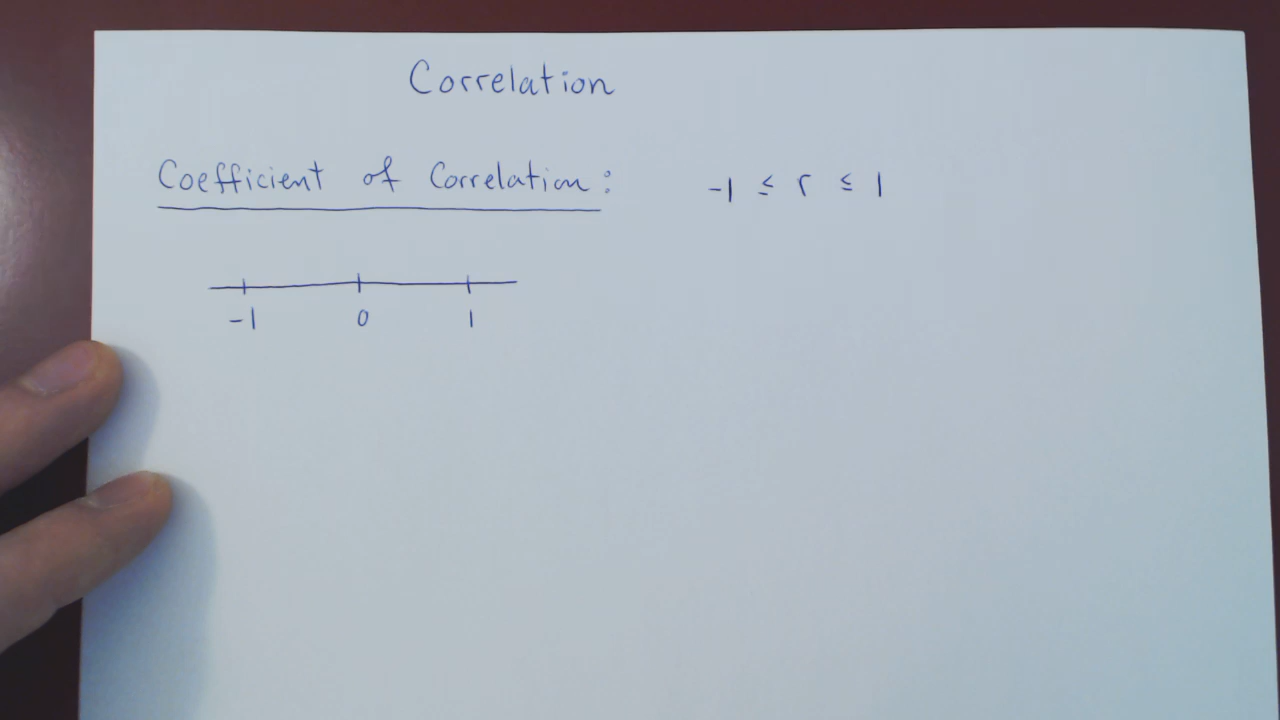 Correlation
Coefficient of Correlation: -1 ≤ r ≤ 1
-1 0 1